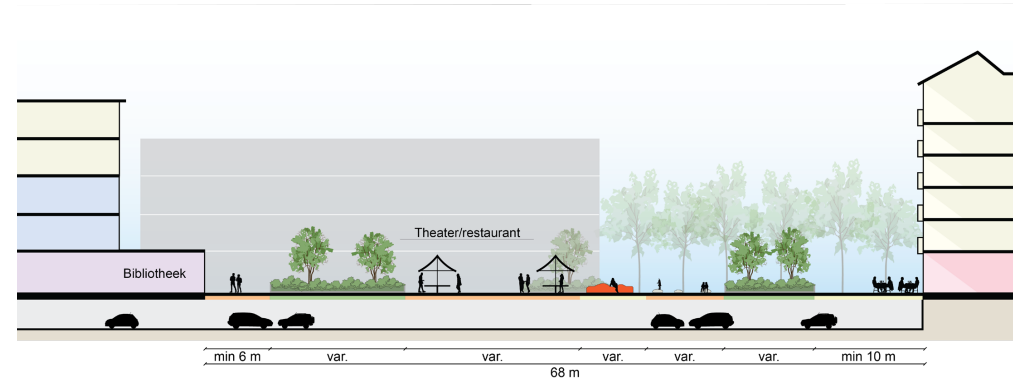 Theater/restaurant
Bibliotheek
min 6 m var. var. var. var. var. min 10 m
68 m